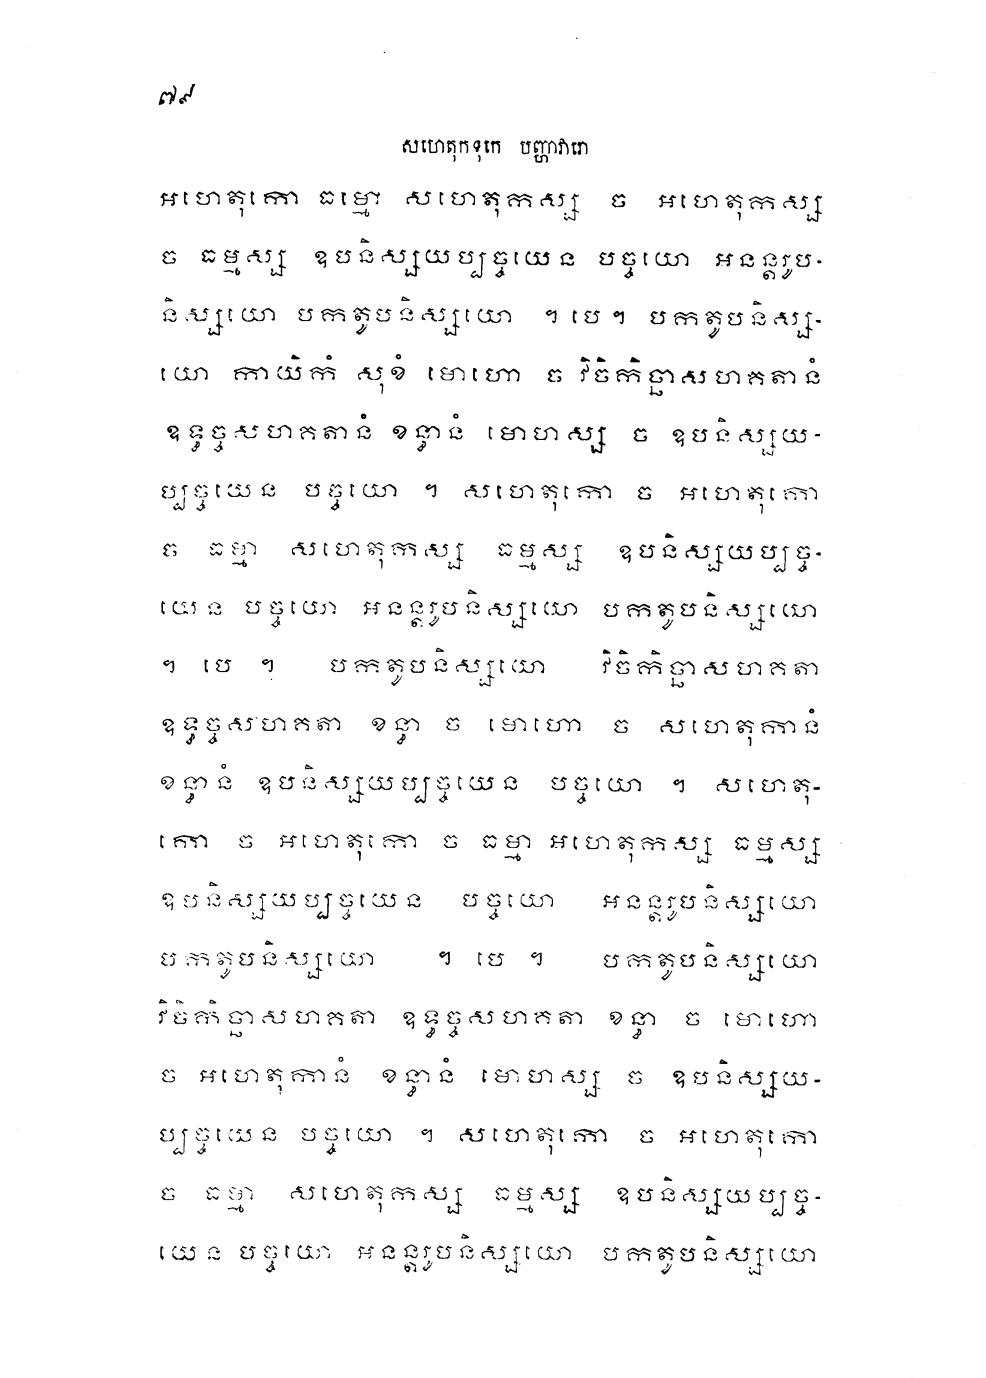 ៧៩
សហេតុកទុកេ បញ្ហាវារោ
អហេតុកោ ធម្មោ សហេតុកស្ស ច អហេតុកស្ស
ច ធម្មស្ស ឧបនិស្សយប្បច្ចយេន បច្ចយោ អនន្តរូប-
និស្សយោ បកតូបនិស្សយោ ។ បេ ។ បកតូបនិស្ស-
យោ កាយិកំ សុខំ មោហោ ច វិចិកិច្ឆាសហគតានំ
ឧទ្ធច្ចសហគតានំ ខន្ធានំ មោហស្ស ច ឧបនិស្សយ-
ប្បច្ចយេន បច្ចយោ ។ សហេតុកោ ច អហេតុកោ
ច ធម្មា សហេតុកស្ស ធម្មស្ស ឧបនិស្សយប្បច្ច-
យេន បច្ចយោ អនន្តរូបនិស្សយោ បកតូបនិស្សយោ
។ បេ ។ បកតូបនិស្សយោ វិចិកិច្ឆាសហគតា
ឧទ្ធច្ចសហគតា ខន្ធា ច មោហោ ច សហេតុកានំ
ខន្ធានំ ឧបនិស្សយប្បច្ចយេន បច្ចយោ ។ សហេតុ-
កោ ច អហេតុកោ ច ធម្មា អហេតុកស្ស ធម្មស្ស
ឧបនិស្សយប្បច្ចយេន បច្ចយោ អនន្តរូបនិស្សយោ
បកតូបនិស្សយោ ។ បេ ។ បកតូបនិស្សយោ
វិចិកិច្ឆាសហគតា ឧទ្ធច្ចសហគតា ខន្ធា ច មោហោ
ច អហេតុកានំ ខន្ធានំ មោហស្ស ច ឧបនិស្សយ-
ប្បច្ចយេន បច្ចយោ ។ សហេតុកោ ច អហេតុកោ
ច ធម្មា សហេតុកស្ស ធម្មស្ស ឧបនិស្សយប្បច្ច-
យេន បច្ចយោ អនន្តរូបនិស្សយោ បកតូបនិស្សយោ